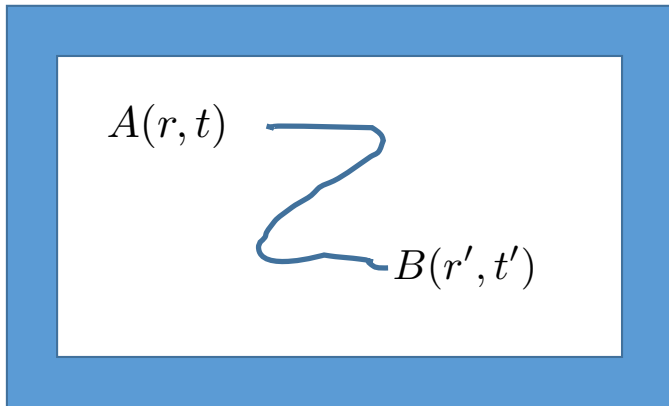 A(r, t)
B(r′, t′)